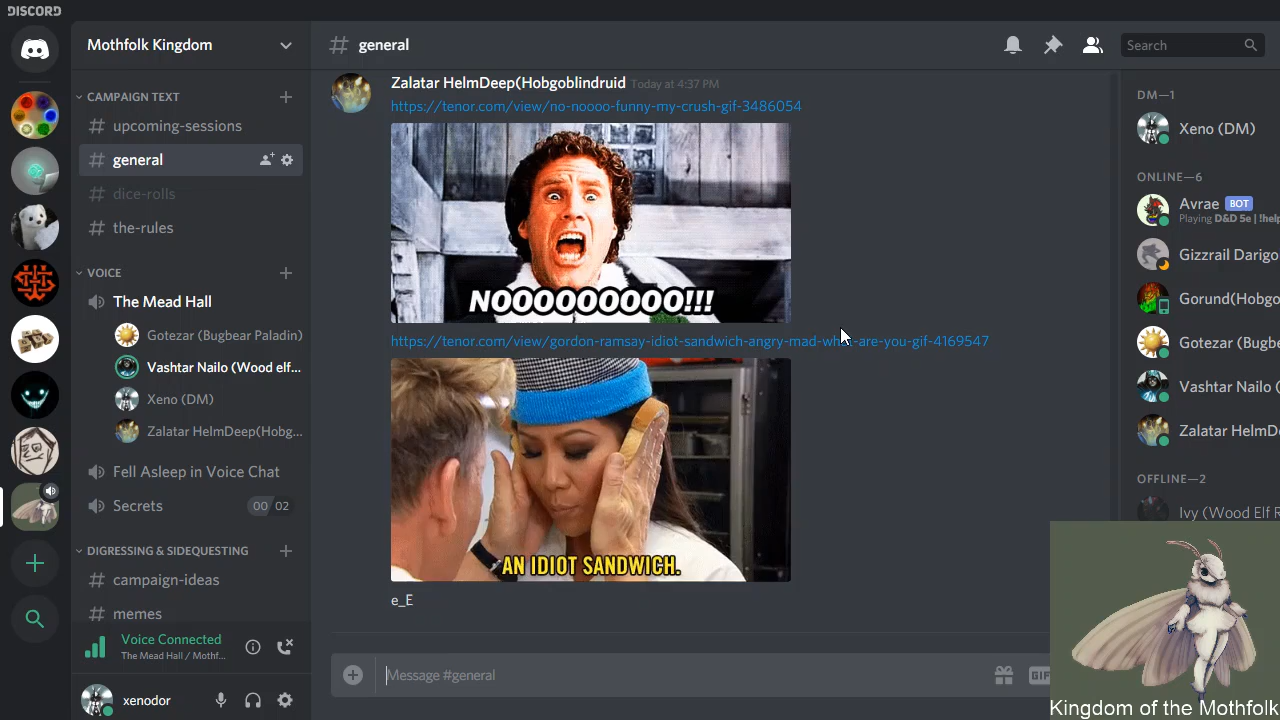 DISCORD
Mothfolk Kingdom
CAMPAIGN TEXT
upcoming-sessions
general
dice-rolls
the-rules
VOICE
The Mead Hall
Gotezar (Bugbear Paladin)
Vashtar Nailo (Wood elf...
Xeno (DM)
Zalatar HelmDeep(Hobg...
Fell Asleep in Voice Chat
Secrets 00 02
DIGRESSING & SIDEQUESTING
campaign-ideas
memes
Voice Connected
The Mead Hall / Mothf...
xenodor
# general
Search
Zalatar HelmDeep(Hobgoblindruid Today at 4:37 PM
https://tenor.com/view/no-noooo-funny-my-crush-gif-3486054
NOOOOOOOOO!!!
https://tenor.com/view/gordon-ramsay-idiot-sandwich-angry-mad-what-are-you-gif-4169547
AN IDIOT SANDWICH.
e_E
Message #general
GIF
DM—1
Xeno (DM)
ONLINE—6
Avrae BOT
Playing D&D 5e | !help
Gizzrail Darigo
Gorund(Hobgo
Gotezar (Bugbe
Vashtar Nailo (
Zalatar HelmDe
OFFLINE—2
Ivy (Wood Elf R
Kingdom of the Mothfolk